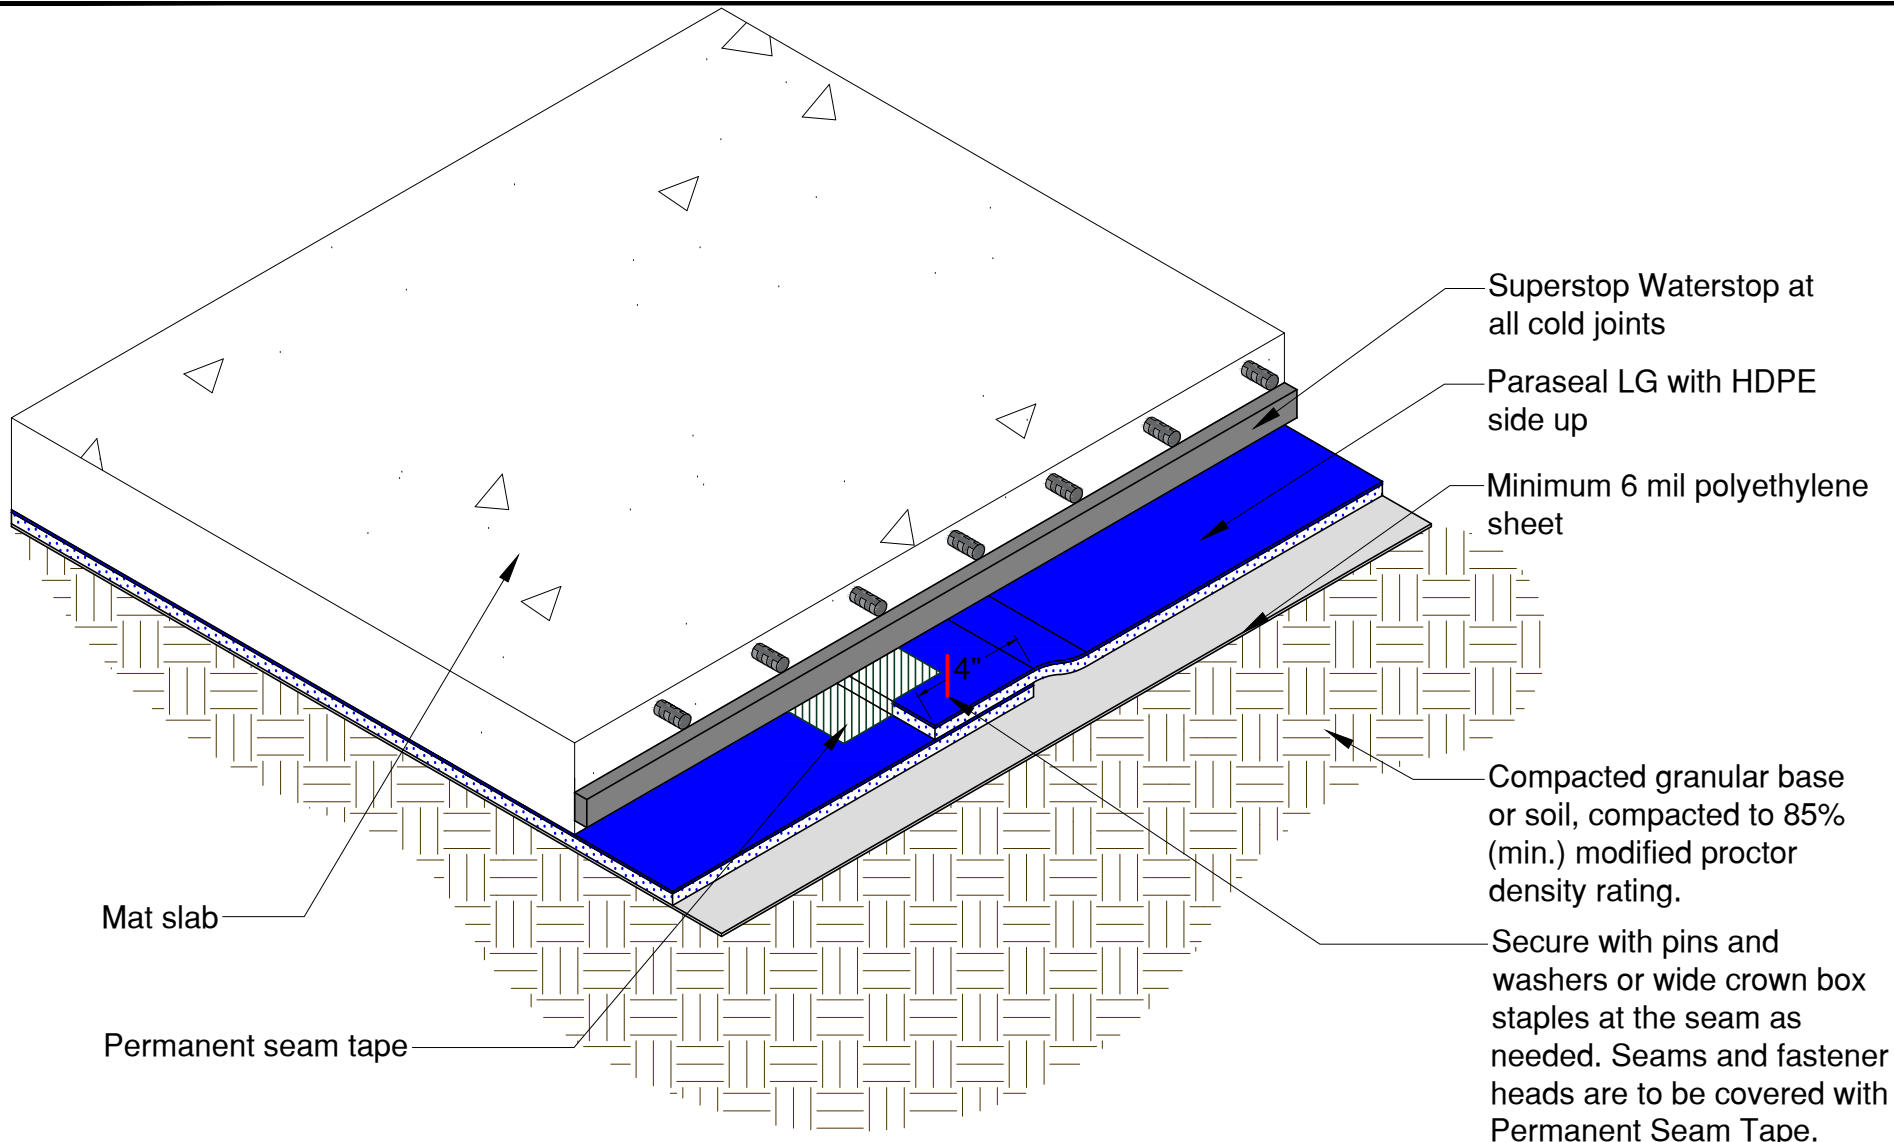 Superstop Waterstop at
all cold joints
Paraseal LG with HDPE
side up
Minimum 6 mil polyethylene
sheet
4"
Compacted granular base
or soil, compacted to 85%
(min.) modified proctor
density rating.
Mat slab
Secure with pins and
washers or wide crown box
staples at the seam as
needed. Seams and fastener
heads are to be covered with
Permanent Seam Tape.
Permanent seam tape